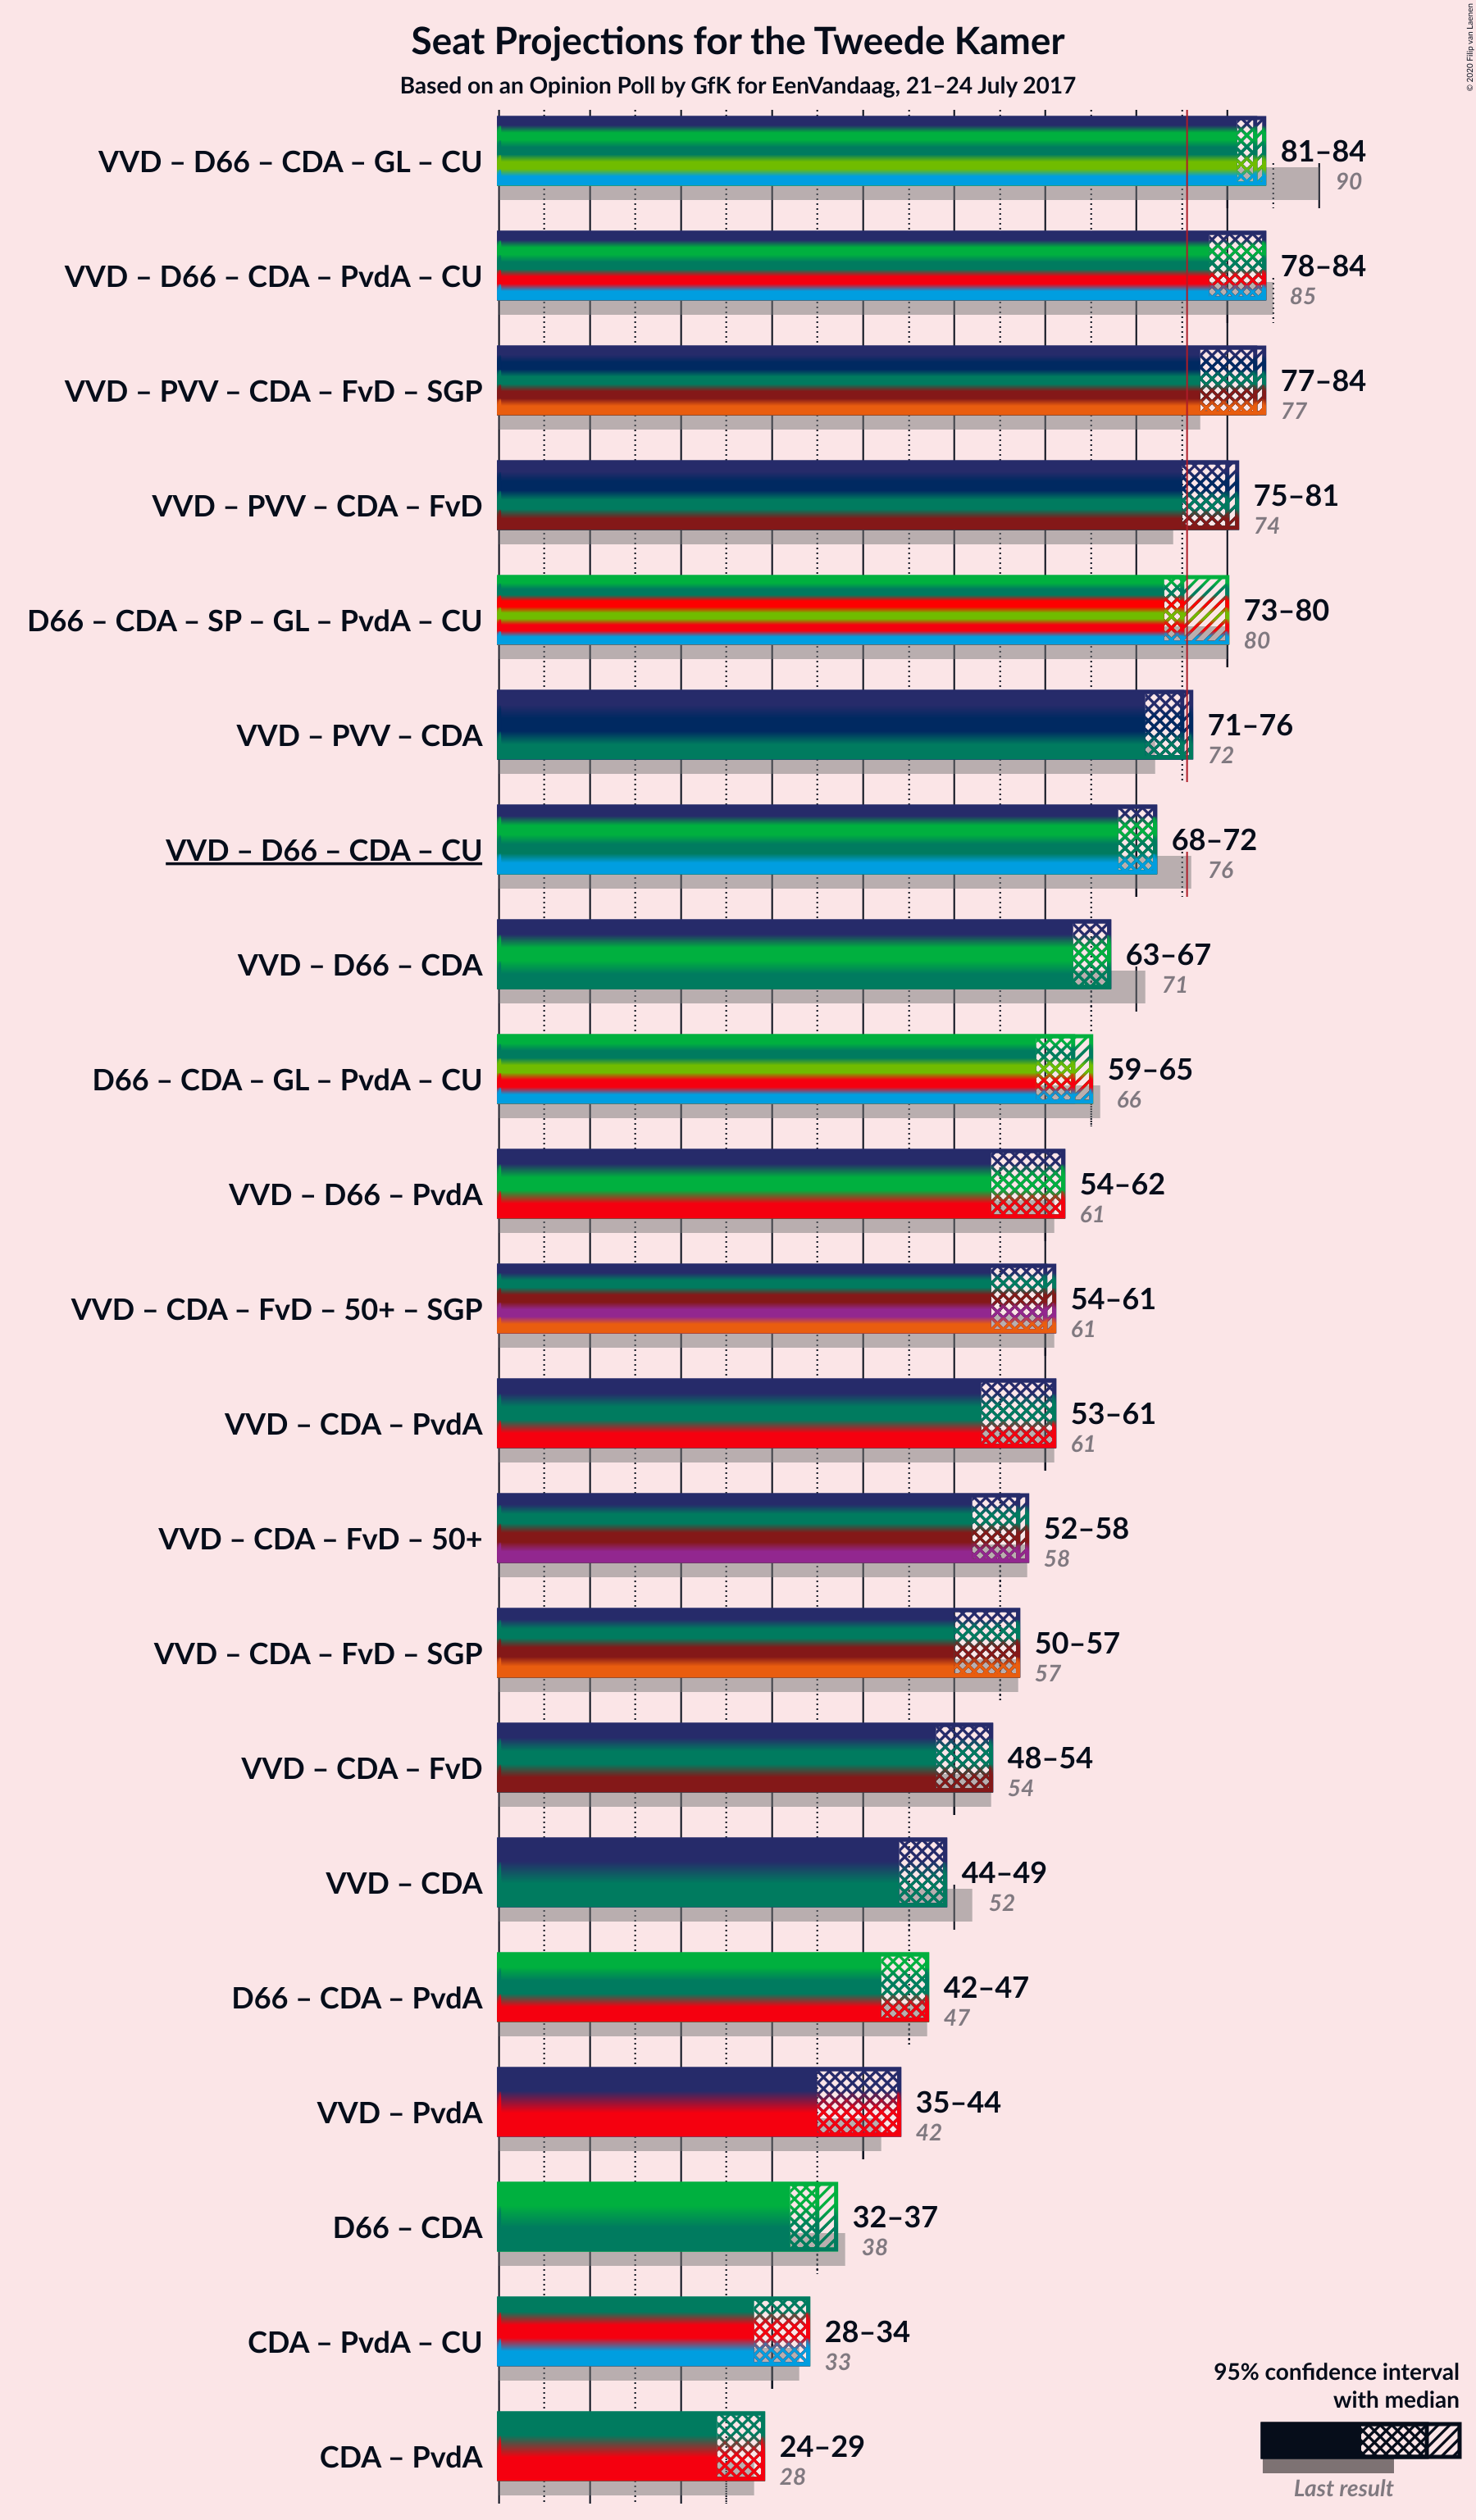 Seat Projections for the Tweede Kamer
Based on an Opinion Poll by GfK for EenVandaag, 21–24 July 2017
© 2020 Filip van Laenen
VVD – D66 – CDA – GL – CU
81–84
90
VVD – D66 – CDA – PvdA – CU
78–84
85
VVD – PVV – CDA – FvD – SGP
77–84
77
VVD – PVV – CDA – FvD
75–81
74
D66 – CDA – SP – GL – PvdA – CU
73–80
80
VVD – PVV – CDA
71–76
72
VVD – D66 – CDA – CU
68–72
76
VVD – D66 – CDA
63–67
71
D66 – CDA – GL – PvdA – CU
59–65
66
VVD – D66 – PvdA
54–62
61
VVD – CDA – FvD – 50+ – SGP
54–61
61
VVD – CDA – PvdA
53–61
61
VVD – CDA – FvD – 50+
52–58
58
VVD – CDA – FvD – SGP
50–57
57
VVD – CDA – FvD
48–54
54
VVD – CDA
44–49
52
D66 – CDA – PvdA
42–47
47
VVD – PvdA
35–44
42
D66 – CDA
32–37
38
CDA – PvdA – CU
28–34
33
CDA – PvdA
24–29
28
95% confidence interval
with median
Last result